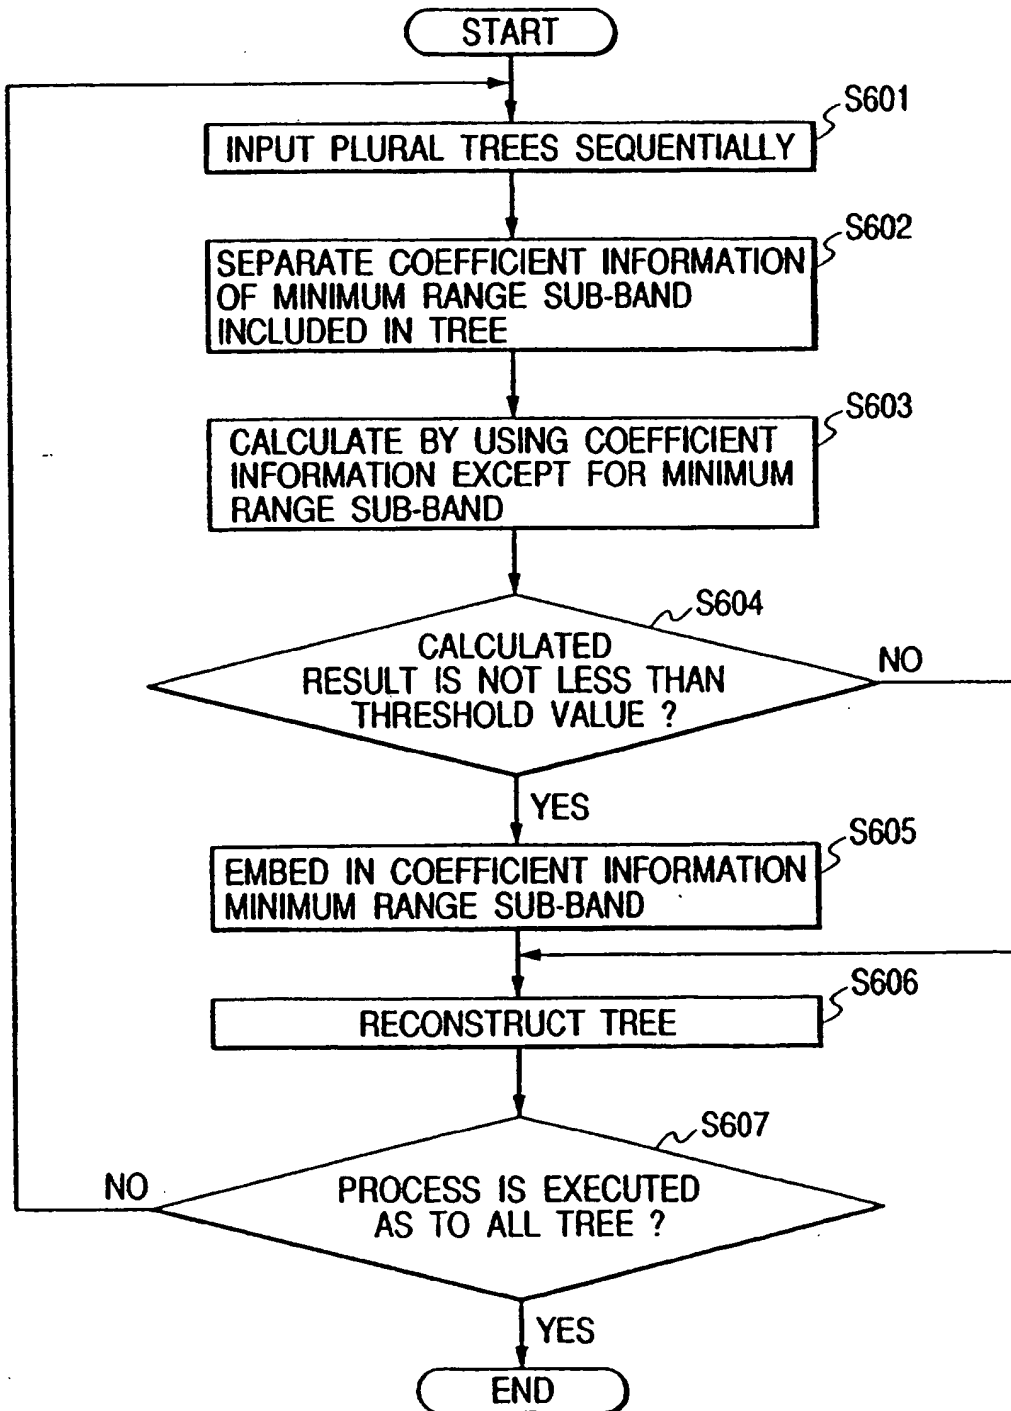 START
S601
INPUT PLURAL TREES SEQUENTIALLY
S602
SEPARATE COEFFICIENT INFORMATION
OF MINIMUM RANGE SUB-BAND
INCLUDED IN TREE
S603
CALCULATE BY USING COEFFICIENT
INFORMATION EXCEPT FOR MINIMUM
RANGE SUB-BAND
S604
CALCULATED
RESULT IS NOT LESS THAN
THRESHOLD VALUE ?
NO
YES
S605
EMBED IN COEFFICIENT INFORMATION
MINIMUM RANGE SUB-BAND
S606
RECONSTRUCT TREE
S607
NO
PROCESS IS EXECUTED
AS TO ALL TREE ?
YES
END